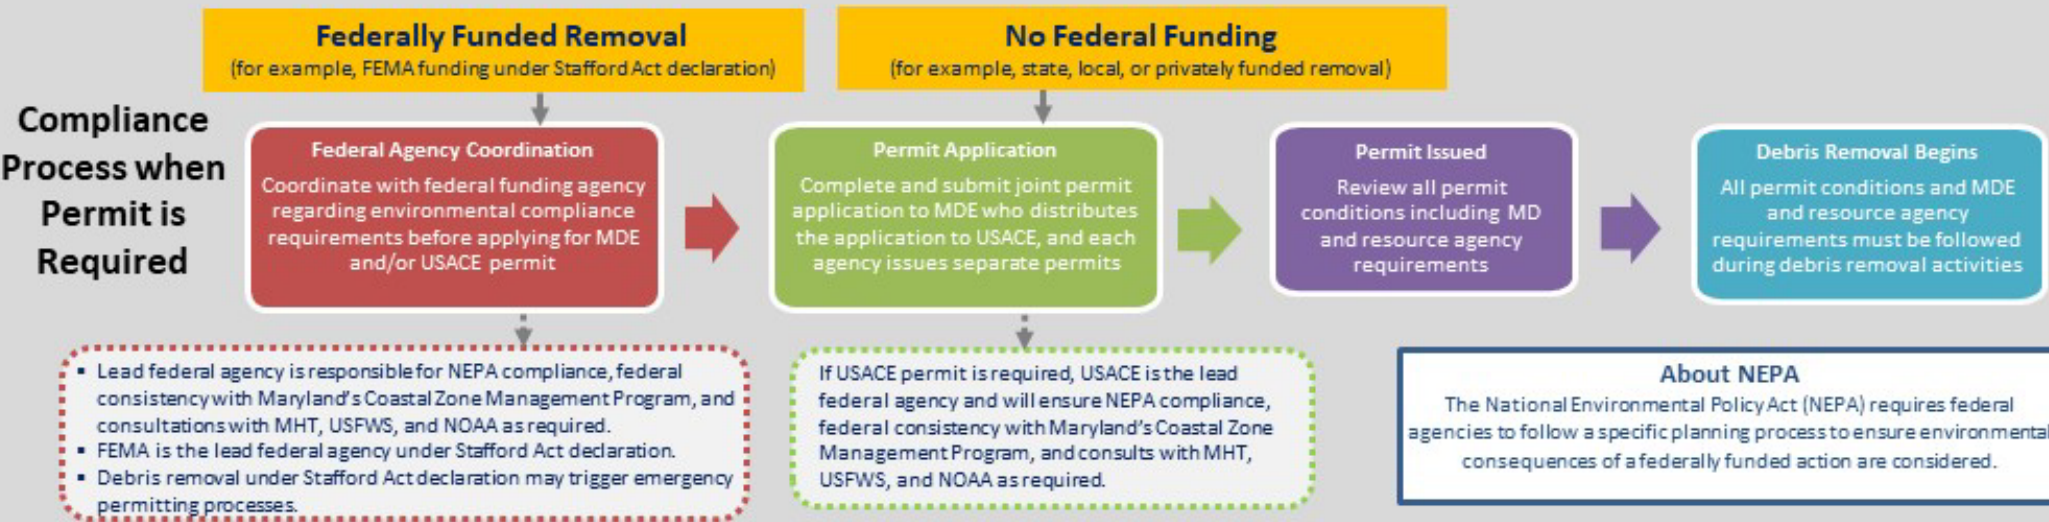 Federally Funded Removal
(for example, FEMA funding under Stafford Act declaration)
No Federal Funding
(for example, state, local, or privately funded removal)
Compliance
Process when
Permit is
Required
Federal Agency Coordination
Coordinate with federal funding agency
regarding environmental compliance
requirements before applying for MDE
and/or USACE permit
Permit Application
Complete and submit joint permit
application to MDE who distributes
the application to USACE, and each
agency issues separate permits
Permit Issued
Review all permit
conditions including MD
and resource agency
requirements
Debris Removal Begins
All permit conditions and MDE
and resource agency
requirements must be followed
during debris removal activities
▪ Lead federal agency is responsible for NEPA compliance, federal
consistency with Maryland's Coastal Zone Management Program, and
consultations with MHT, USFWS, and NOAA as required.
▪ FEMA is the lead federal agency under Stafford Act declaration.
▪ Debris removal under Stafford Act declaration may trigger emergency
permitting processes.
If USACE permit is required, USACE is the lead
federal agency and will ensure NEPA compliance,
federal consistency with Maryland's Coastal Zone
Management Program, and consults with MHT,
USFWS, and NOAA as required.
About NEPA
The National Environmental Policy Act (NEPA) requires federal
agencies to follow a specific planning process to ensure environmental
consequences of a federally funded action are considered.